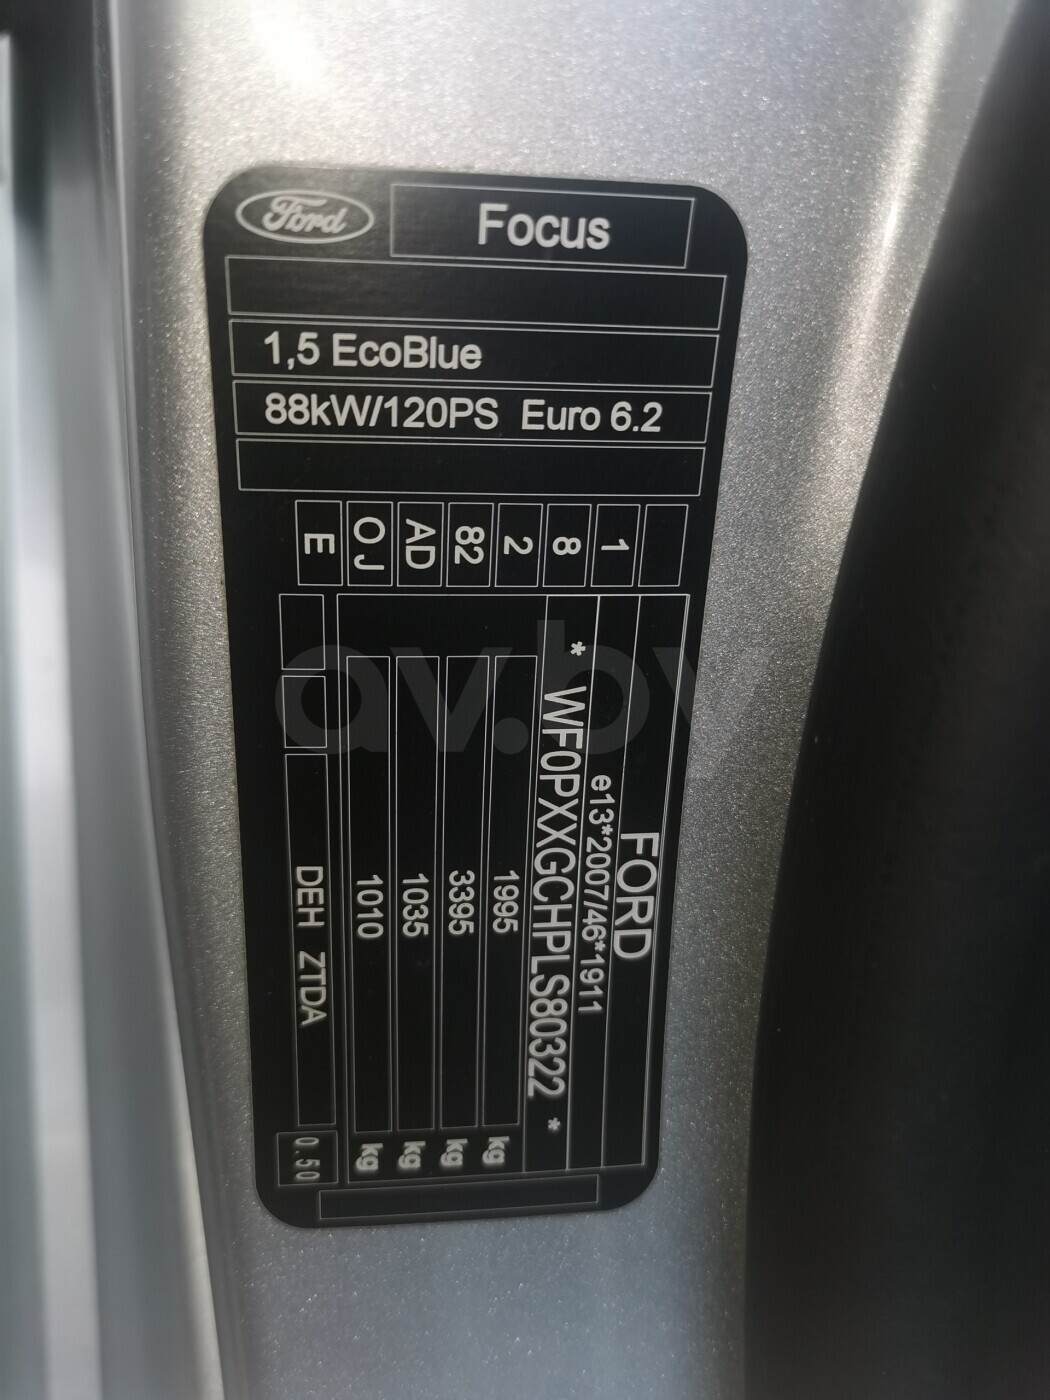 Ford
Focus
1,5 EcoBlue
88kW/120PS Euro 6.2
1
8
2
82
AD
OJ
E
FORD
e13*2007/46*1911
* WF0PXXGCHPLS80322 *
1995 kg
3395 kg
1035 kg
1010 kg
DEH ZTDA
0.50
av.by